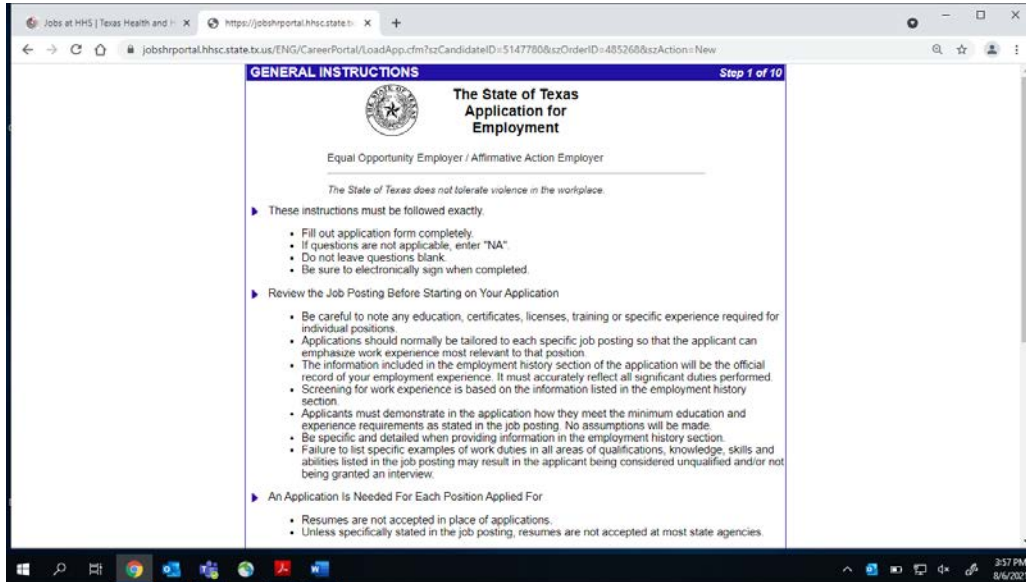 Jobs at HHS | Texas Health and H
https://jobshrportal.hhsc.state.tx
jobshrportal.hhsc.state.tx.us/ENG/CareerPortal/LoadApp.cfm?szCandidateID=5147780&szOrderID=485268&szAction=New
GENERAL INSTRUCTIONS Step 1 of 10
The State of Texas
Application for
Employment
Equal Opportunity Employer / Affirmative Action Employer
The State of Texas does not tolerate violence in the workplace.
These instructions must be followed exactly.
• Fill out application form completely.
• If questions are not applicable, enter "NA".
• Do not leave questions blank.
• Be sure to electronically sign when completed.
Review the Job Posting Before Starting on Your Application
• Be careful to note any education, certificates, licenses, training or specific experience required for
individual positions.
• Applications should normally be tailored to each specific job posting so that the applicant can
emphasize work experience most relevant to that position.
• The information included in the employment history section of the application will be the official
record of your employment experience. It must accurately reflect all significant duties performed.
• Screening for work experience is based on the information listed in the employment history
section.
• Applicants must demonstrate in the application how they meet the minimum education and
experience requirements as stated in the job posting. No assumptions will be made.
• Be specific and detailed when providing information in the employment history section.
• Failure to list specific examples of work duties in all areas of qualifications, knowledge, skills and
abilities listed in the job posting may result in the applicant being considered unqualified and/or not
being granted an interview.
An Application Is Needed For Each Position Applied For
• Resumes are not accepted in place of applications.
• Unless specifically stated in the job posting, resumes are not accepted at most state agencies.
3:57 PM